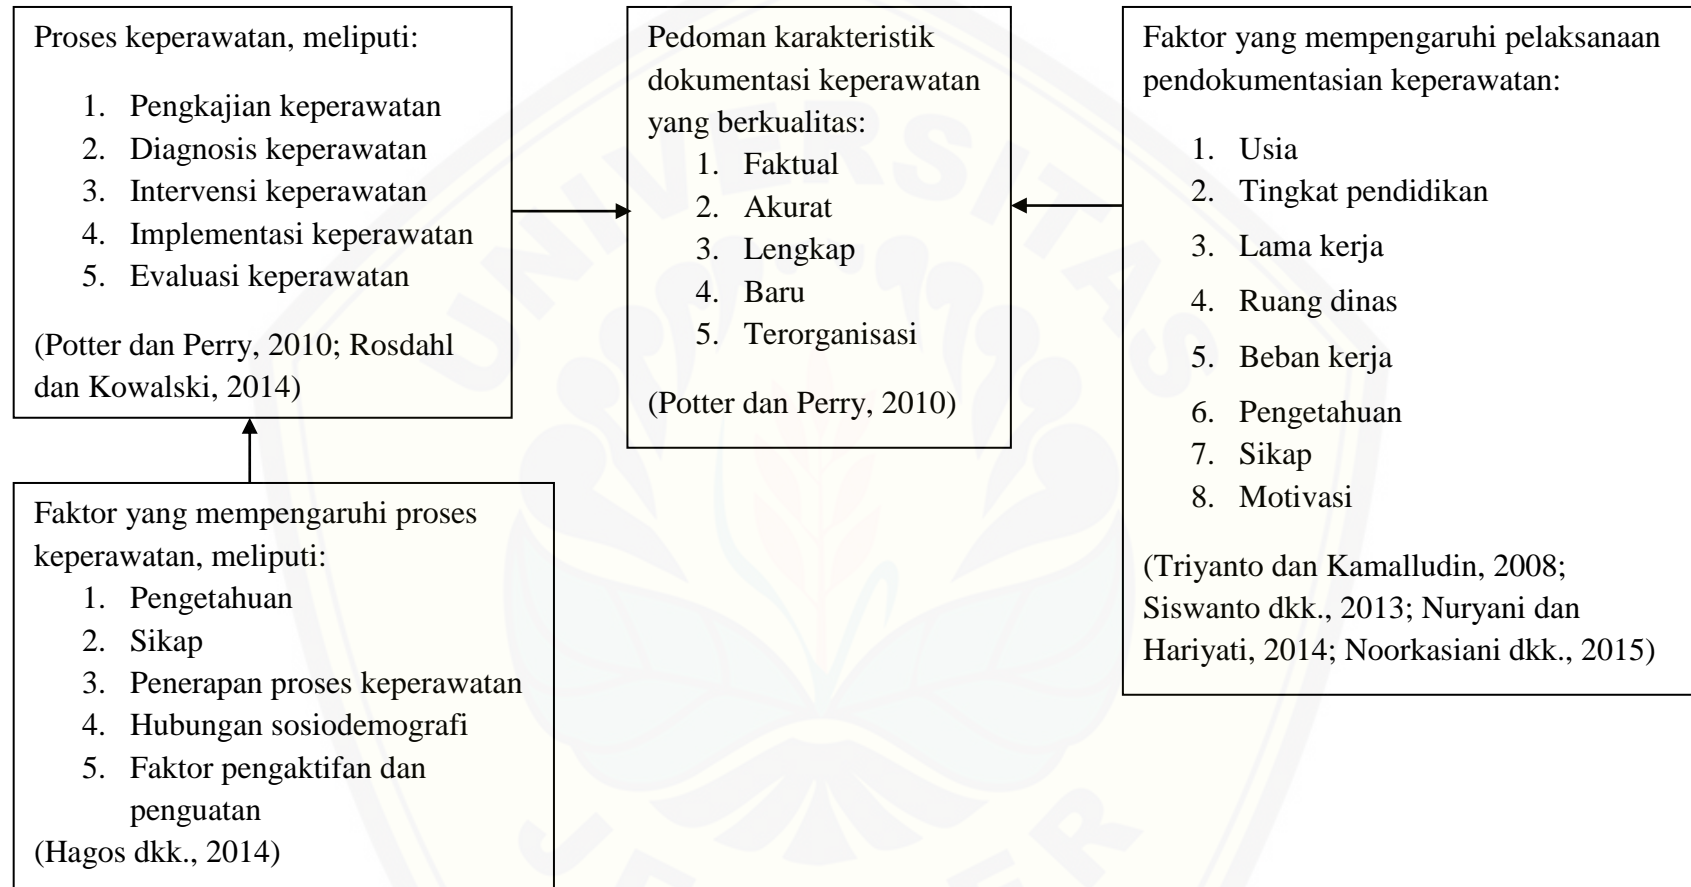 Proses keperawatan, meliputi:
1. Pengkajian keperawatan
2. Diagnosis keperawatan
3. Intervensi keperawatan
4. Implementasi keperawatan
5. Evaluasi keperawatan
(Potter dan Perry, 2010; Rosdahl
dan Kowalski, 2014)
Pedoman karakteristik
dokumentasi keperawatan
yang berkualitas:
1. Faktual
2. Akurat
3. Lengkap
4. Baru
5. Terorganisasi
(Potter dan Perry, 2010)
Faktor yang mempengaruhi pelaksanaan
pendokumentasian keperawatan:
1. Usia
2. Tingkat pendidikan
3. Lama kerja
4. Ruang dinas
5. Beban kerja
6. Pengetahuan
7. Sikap
8. Motivasi
(Triyanto dan Kamalludin, 2008;
Siswanto dkk., 2013; Nuryani dan
Hariyati, 2014; Noorkasiani dkk., 2015)
Faktor yang mempengaruhi proses
keperawatan, meliputi:
1. Pengetahuan
2. Sikap
3. Penerapan proses keperawatan
4. Hubungan sosiodemografi
5. Faktor pengaktifan dan
penguatan
(Hagos dkk., 2014)
UNIVERSITAS